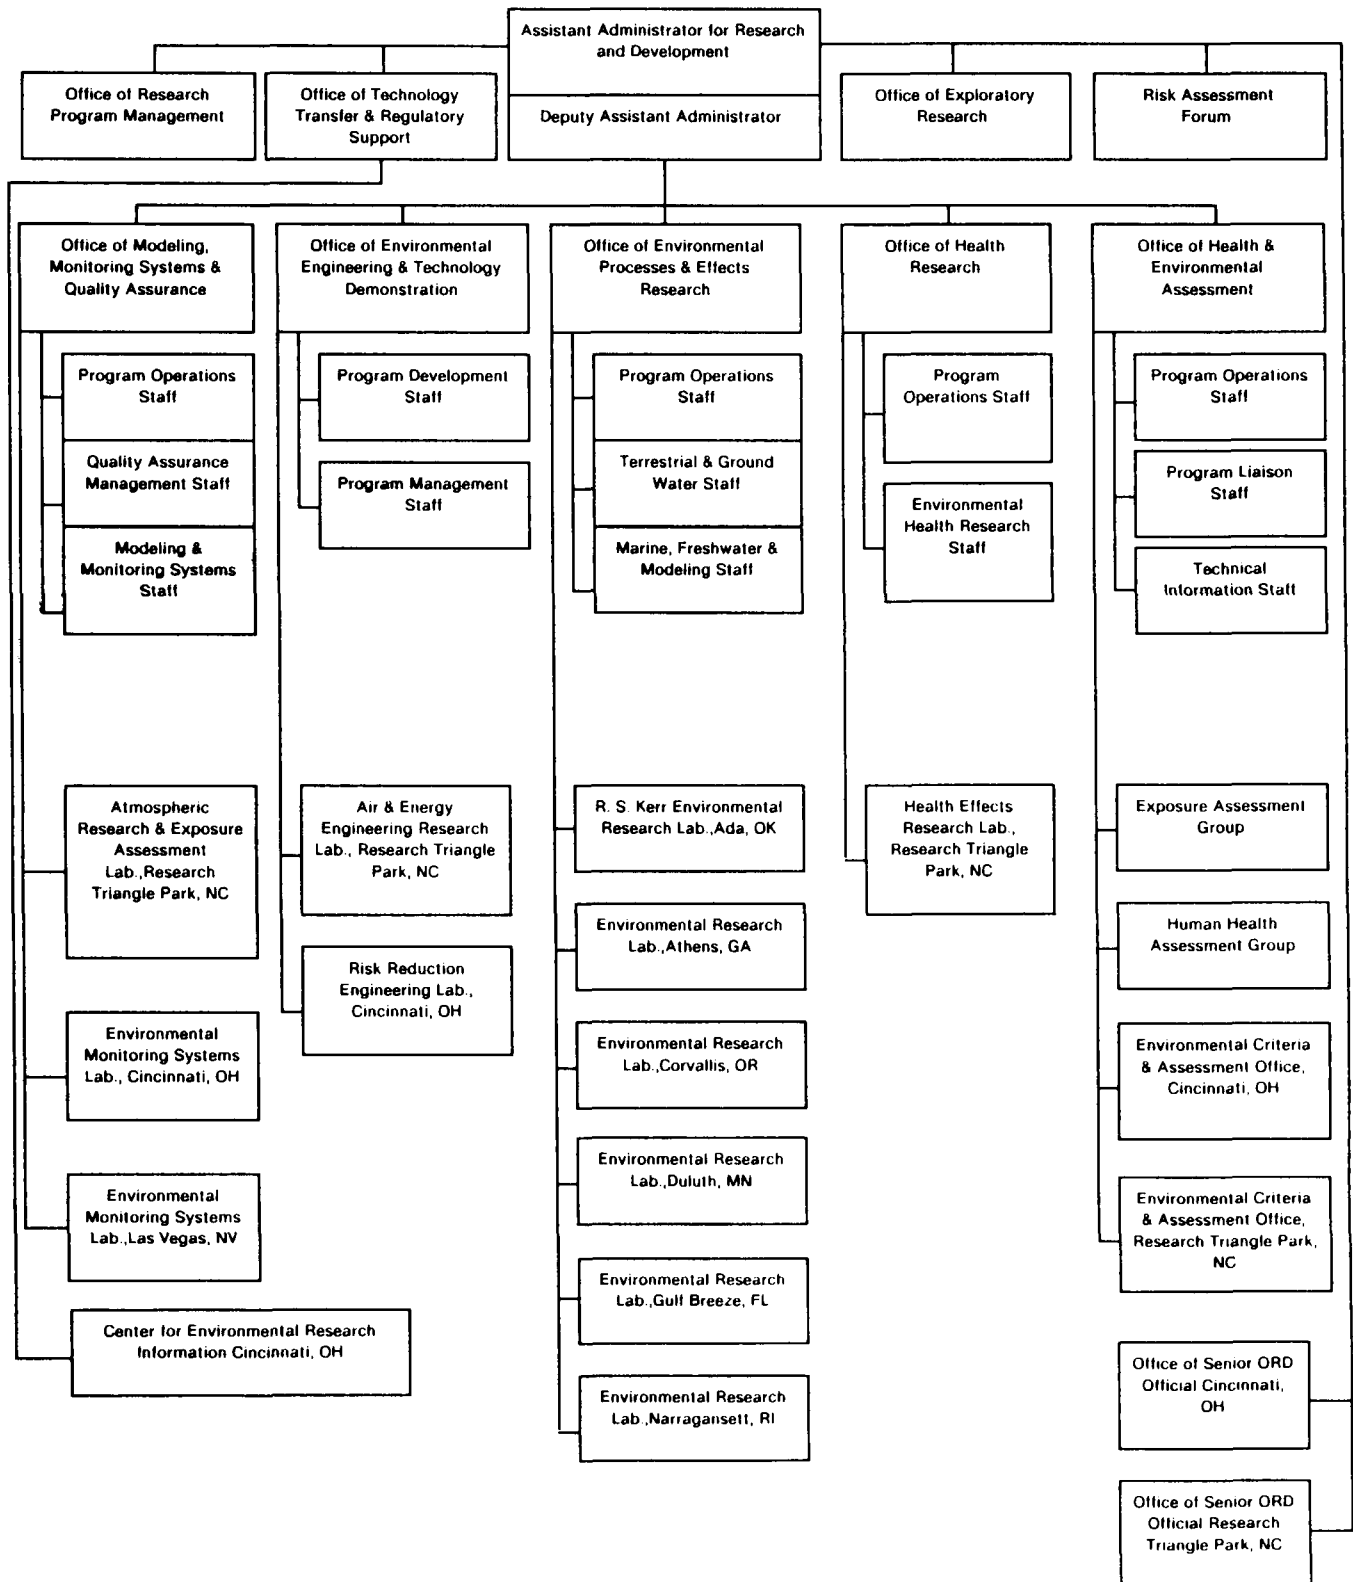 Assistant Administrator for Research
and Development
Deputy Assistant Administrator
Office of Research
Program Management
Office of Technology
Transfer & Regulatory
Support
Office of Exploratory
Research
Risk Assessment
Forum
Office of Modeling,
Monitoring Systems &
Quality Assurance
Program Operations
Staff
Quality Assurance
Management Staff
Modeling &
Monitoring Systems
Staff
Atmospheric
Research & Exposure
Assessment
Lab.,Research
Triangle Park, NC
Environmental
Monitoring Systems
Lab., Cincinnati, OH
Environmental
Monitoring Systems
Lab.,Las Vegas, NV
Center for Environmental Research
Information Cincinnati, OH
Office of Environmental
Engineering & Technology
Demonstration
Program Development
Staff
Program Management
Staff
Air & Energy
Engineering Research
Lab., Research Triangle
Park, NC
Risk Reduction
Engineering Lab.,
Cincinnati, OH
Office of Environmental
Processes & Effects
Research
Program Operations
Staff
Terrestrial & Ground
Water Staff
Marine, Freshwater &
Modeling Staff
R. S. Kerr Environmental
Research Lab.,Ada, OK
Environmental Research
Lab.,Athens, GA
Environmental Research
Lab.,Corvallis, OR
Environmental Research
Lab.,Duluth, MN
Environmental Research
Lab.,Gulf Breeze, FL
Environmental Research
Lab.,Narragansett, RI
Office of Health
Research
Program
Operations Staff
Environmental
Health Research
Staff
Health Effects
Research Lab.,
Research Triangle
Park, NC
Office of Health &
Environmental
Assessment
Program Operations
Staff
Program Liaison
Staff
Technical
Information Staff
Exposure Assessment
Group
Human Health
Assessment Group
Environmental Criteria
& Assessment Office,
Cincinnati, OH
Environmental Criteria
& Assessment Office,
Research Triangle Park,
NC
Office of Senior ORD
Official Cincinnati,
OH
Office of Senior ORD
Official Research
Triangle Park, NC